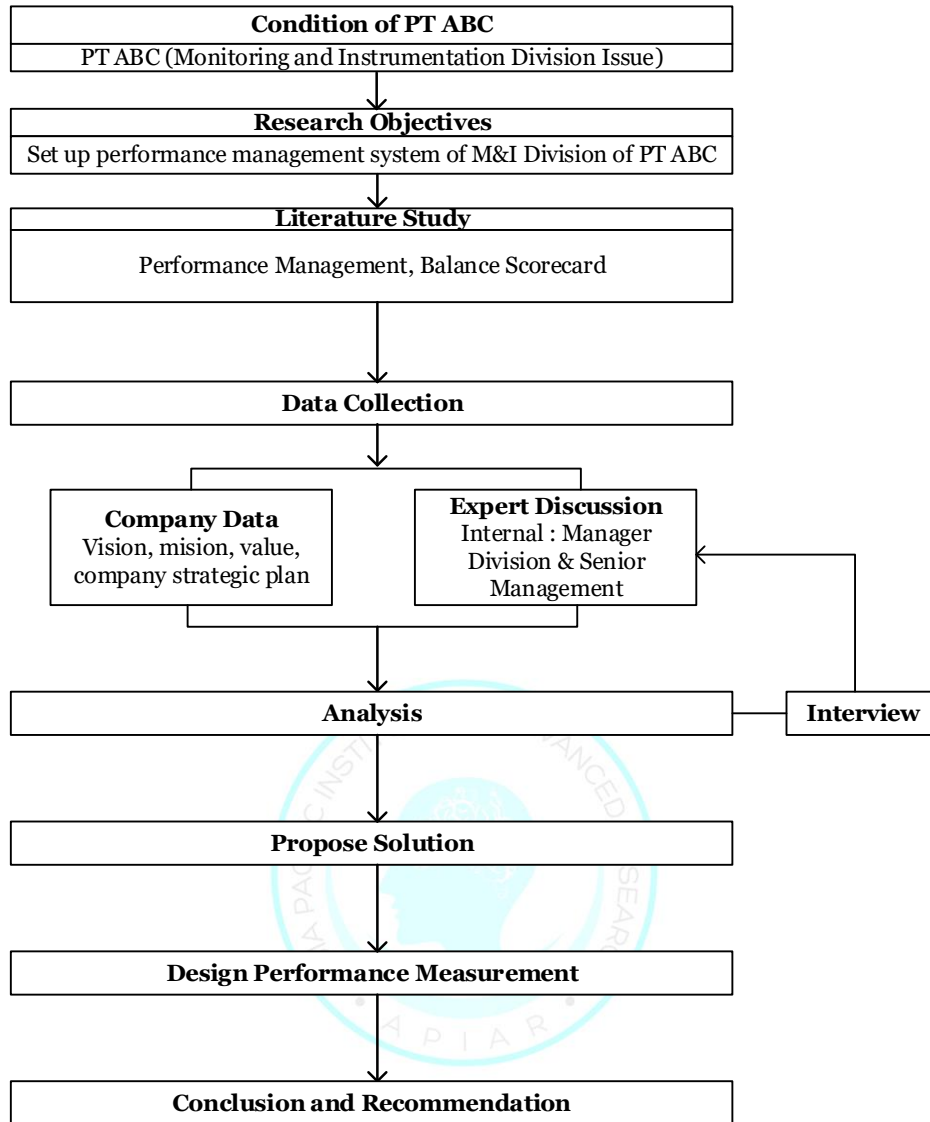 Condition of PT ABC
PT ABC (Monitoring and Instrumentation Division Issue)
Research Objectives
Set up performance management system of M&I Division of PT ABC
Literature Study
Performance Management, Balance Scorecard
Data Collection
Company Data
Vision, mision, value,
company strategic plan
Expert Discussion
Internal : Manager
Division & Senior
Management
Analysis
Interview
Propose Solution
Design Performance Measurement
Conclusion and Recommendation
APIAR